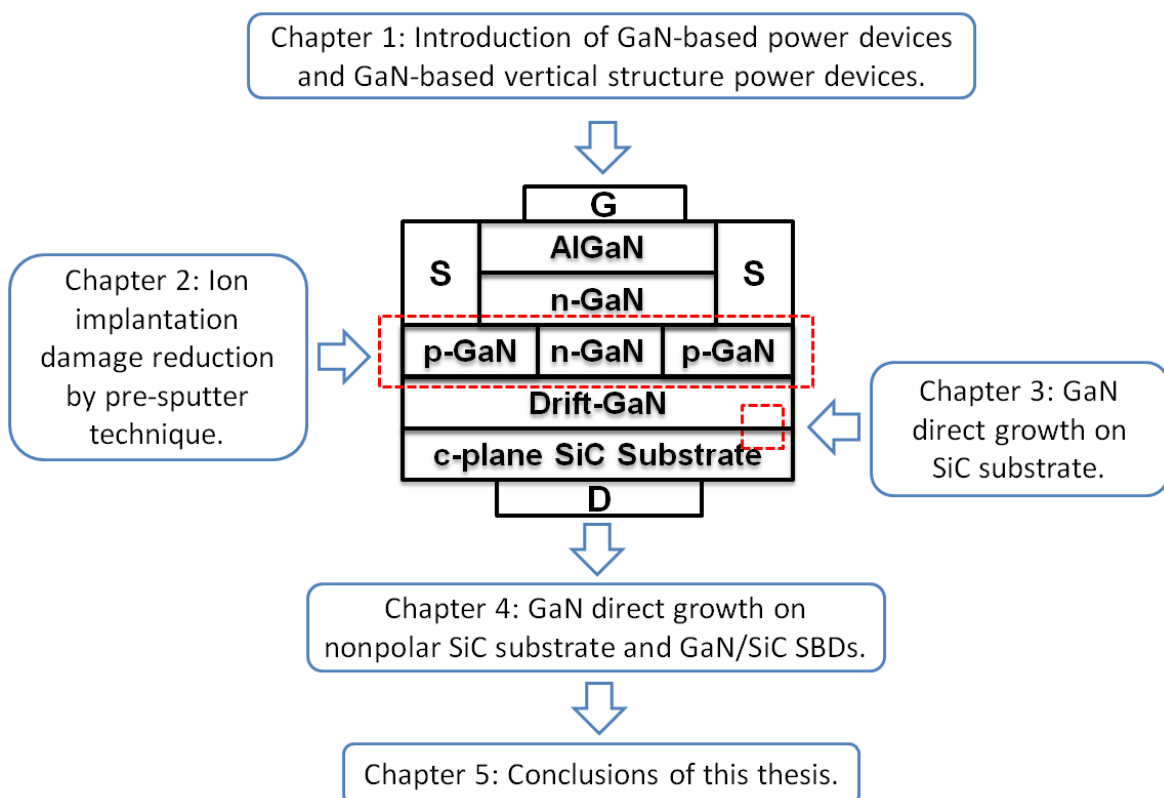 Chapter 1: Introduction of GaN-based power devices
and GaN-based vertical structure power devices.
G
AlGaN
S
S
n-GaN
Chapter 2: Ion
implantation
damage reduction
by pre-sputter
technique.
p-GaN n-GaN p-GaN
Drift-GaN
c-plane SiC Substrate
D
Chapter 3: GaN
direct growth on
SiC substrate.
Chapter 4: GaN direct growth on
nonpolar SiC substrate and GaN/SiC SBDs.
Chapter 5: Conclusions of this thesis.